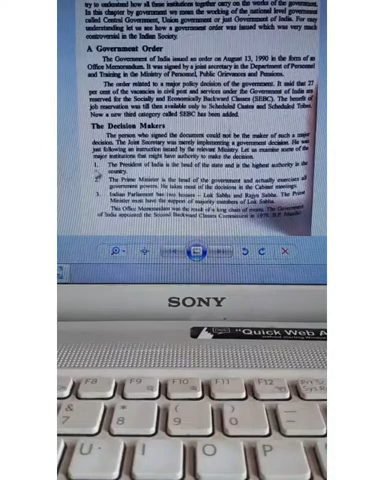 try to understand how all these institutions together carry on the works of the government.
In this chapter by government we mean the working of the national level government
called Central Government, Union government or just Government of India. For easy
understanding let us see how a government order was issued which was very much
controversist in the Indian Society.
A Government Order
The Government of India issued an order on August 13, 1990 in the form of an
Office Memorandum. It was signed by a joint secretary in the Department of Personnel
and Training in the Ministry of Personnel, Public Grievances and Pensions.
The order related to a major policy decision of the government. It said that 27
per cent of the vacancies in civil post and services under the Government of India are
reserved for the Socially and Economically Backward Classes (SEBC). The benefit of
job reservation was till then available only to Scheduled Castes and Scheduled Tribes.
Now a new third category called SEBC has been added.
The Decision Makers
The person who signed the document could not be the maker of such a major
decision. The Joint Secretary was merely implementing a government decision. He was
just following an instruction issued by the relevant Ministry. Let us examine some of the
major institutions that might have authority to make the decision.
1. The President of India is the head of the state and is the highest authority in the
country.
2. The Prime Minister is the head of the government and actually exercises all
government powers. He takes most of the decisions in the Cabinet meetings.
3. Indian Parliament has two houses – Lok Sabha and Rajya Sabha. The Prime
Minister must have the support of majority members of Lok Sabha.
This Office Memorandum was the result of a long chain of events. The Government
of India appointed the Second Backward Classes Commission in 1979. B.P. Mandal
SONY
"Quick Web A
without starting Windows
F8
F9
F10
F11
F12
Prt Sc
Sys R
&
7
*
8
(
9
)
0
U
I
O
P